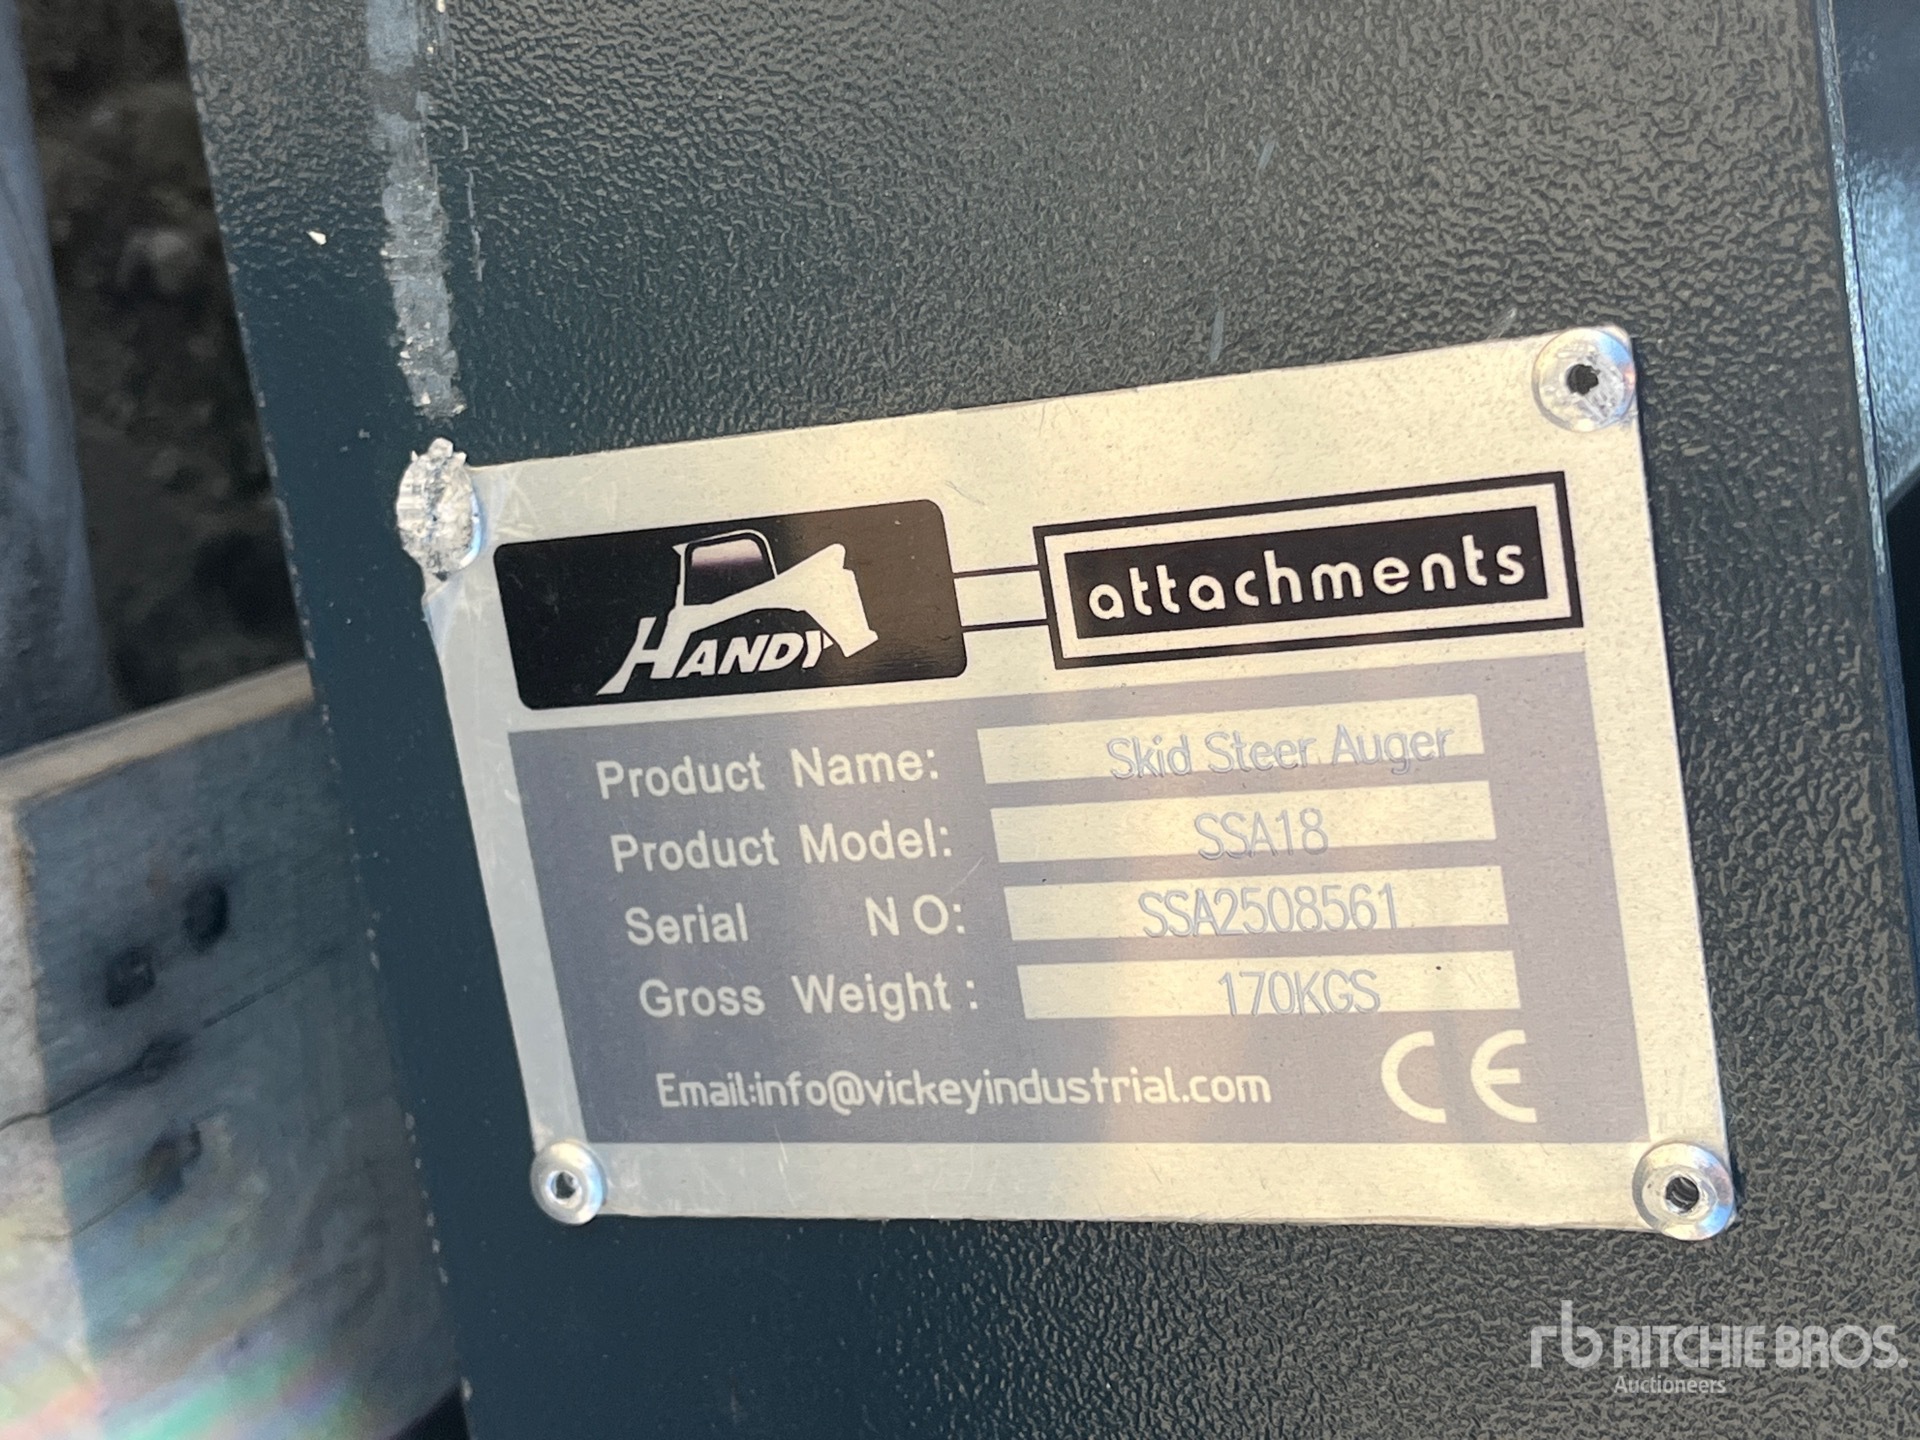 HANDY attachments
Product Name: Skid Steer Auger
Product Model: SSA18
Serial NO: SSA2508561
Gross Weight: 170KGS
Email:info@vickeyindustrial.com CE
rb RITCHIE BROS.
Auctioneers